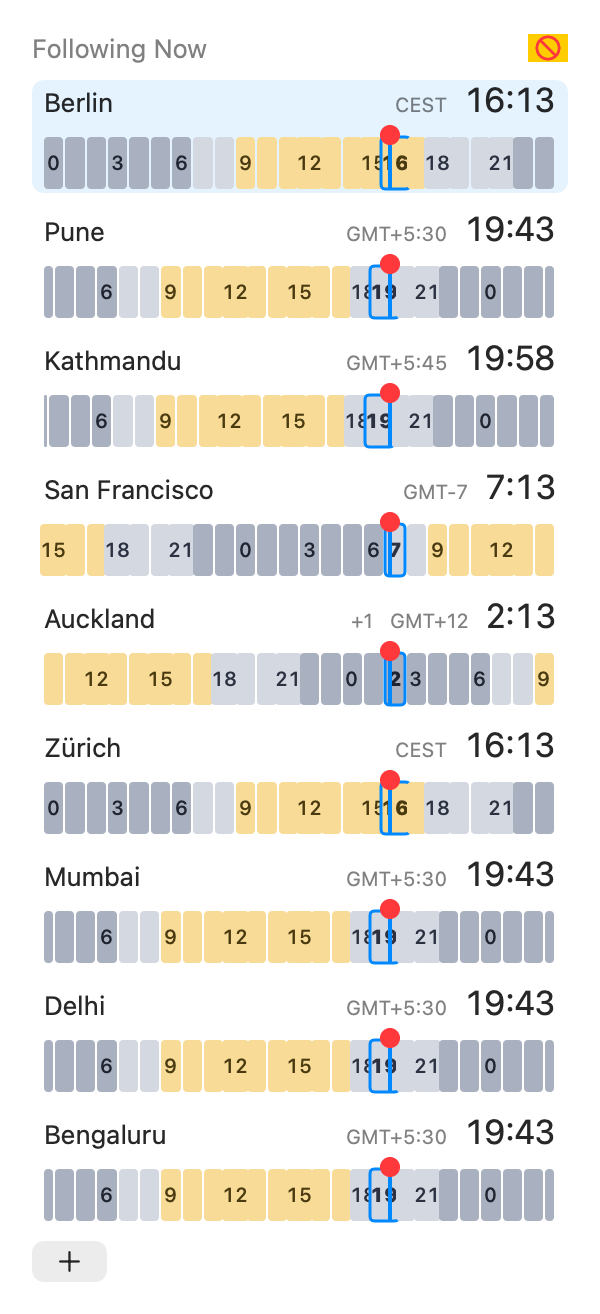 Following Now
Berlin CEST 16:13
0 3 6 9 12 15 16 18 21
Pune GMT+5:30 19:43
6 9 12 15 18 19 21 0
Kathmandu GMT+5:45 19:58
6 9 12 15 18 19 21 0
San Francisco GMT-7 7:13
15 18 21 0 3 6 7 9 12
Auckland +1 GMT+12 2:13
12 15 18 21 0 2 3 6 9
Zürich CEST 16:13
0 3 6 9 12 15 16 18 21
Mumbai GMT+5:30 19:43
6 9 12 15 18 19 21 0
Delhi GMT+5:30 19:43
6 9 12 15 18 19 21 0
Bengaluru GMT+5:30 19:43
6 9 12 15 18 19 21 0
+